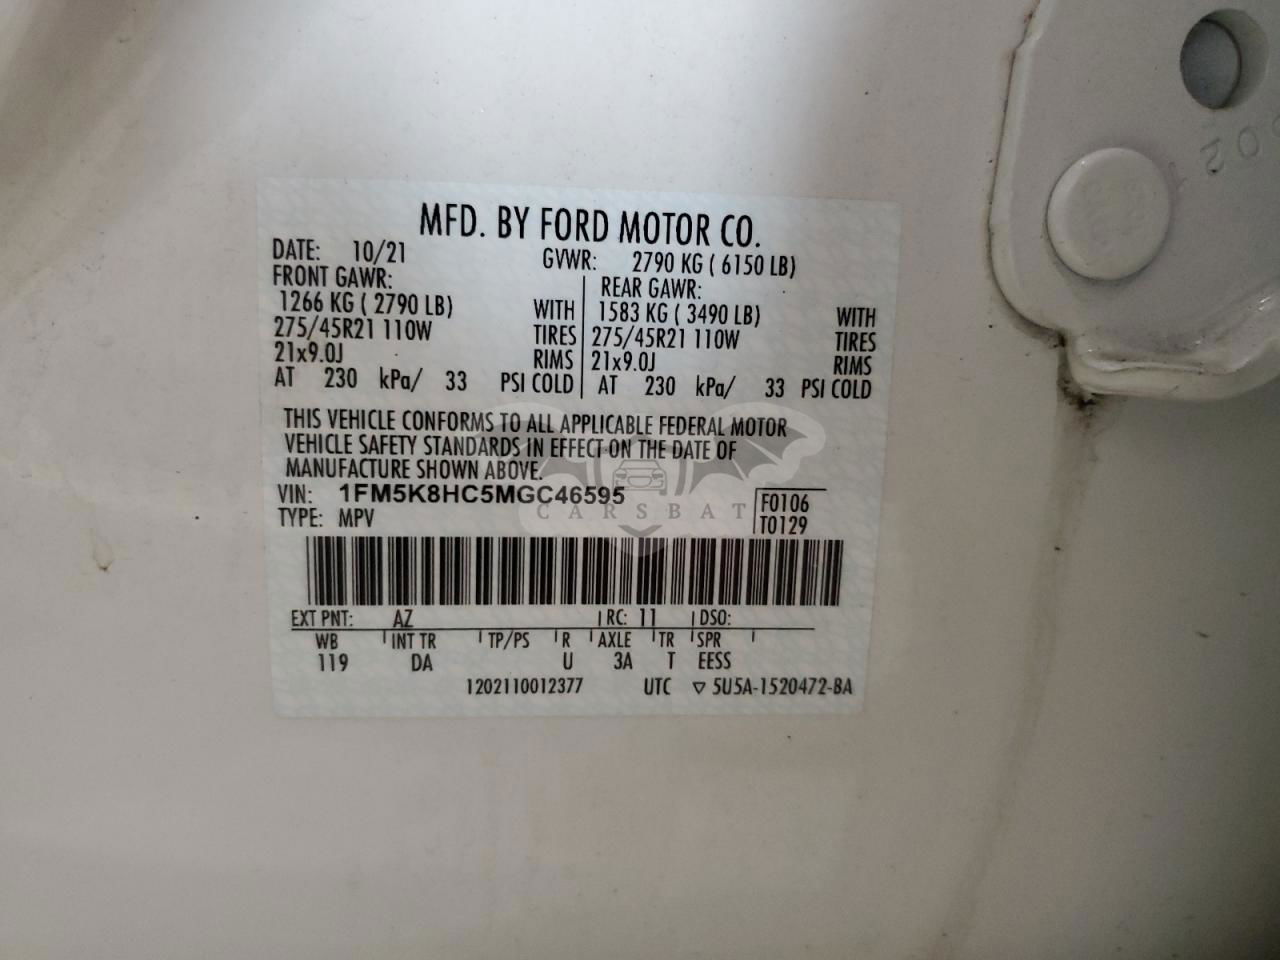 MFD. BY FORD MOTOR CO.
DATE: 10/21 GVWR: 2790 KG ( 6150 LB)
FRONT GAWR: REAR GAWR:
1266 KG ( 2790 LB) WITH 1583 KG ( 3490 LB) WITH
275/45R21 110W TIRES 275/45R21 110W TIRES
21x9.0J RIMS 21x9.0J RIMS
AT 230 kPa/ 33 PSI COLD AT 230 kPa/ 33 PSI COLD
THIS VEHICLE CONFORMS TO ALL APPLICABLE FEDERAL MOTOR
VEHICLE SAFETY STANDARDS IN EFFECT ON THE DATE OF
MANUFACTURE SHOWN ABOVE.
VIN: 1FM5K8HC5MGC46595 F0106
CARSBAT
TYPE: MPV T0129
EXT PNT: AZ RC: 11 DSO:
WB INT TR TP/PS R AXLE TR SPR
119 DA U 3A T EESS
1202110012377 UTC ▽ 5U5A-1520472-BA